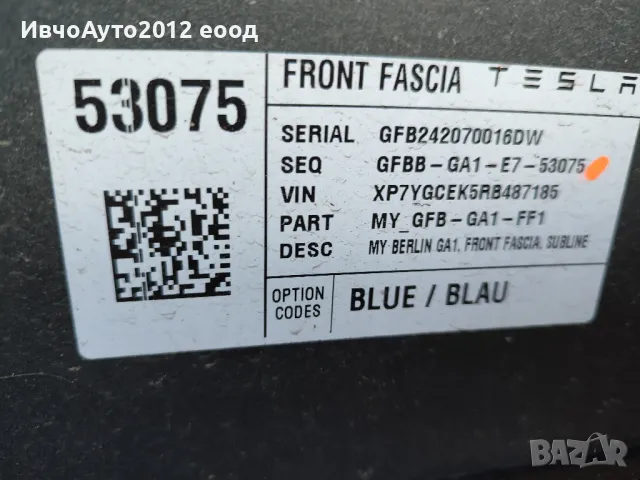 ИвчоАуто2012 еоод
53075
FRONT FASCIA TESLA
SERIAL GFB242070016DW
SEQ GFBB-GA1-E7-53075
VIN XP7YGCEK5RB487185
PART MY_GFB-GA1-FF1
DESC MY BERLIN GA1, FRONT FASCIA, SUBLINE
OPTION CODES BLUE / BLAU
BAZAR